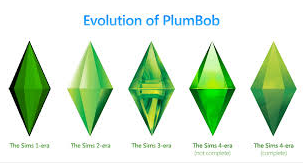 Evolution of PlumBob
The Sims 1-era
The Sims 2-era
The Sims 3-era
The Sims 4-era
(not complete)
The Sims 4-era
(complete)